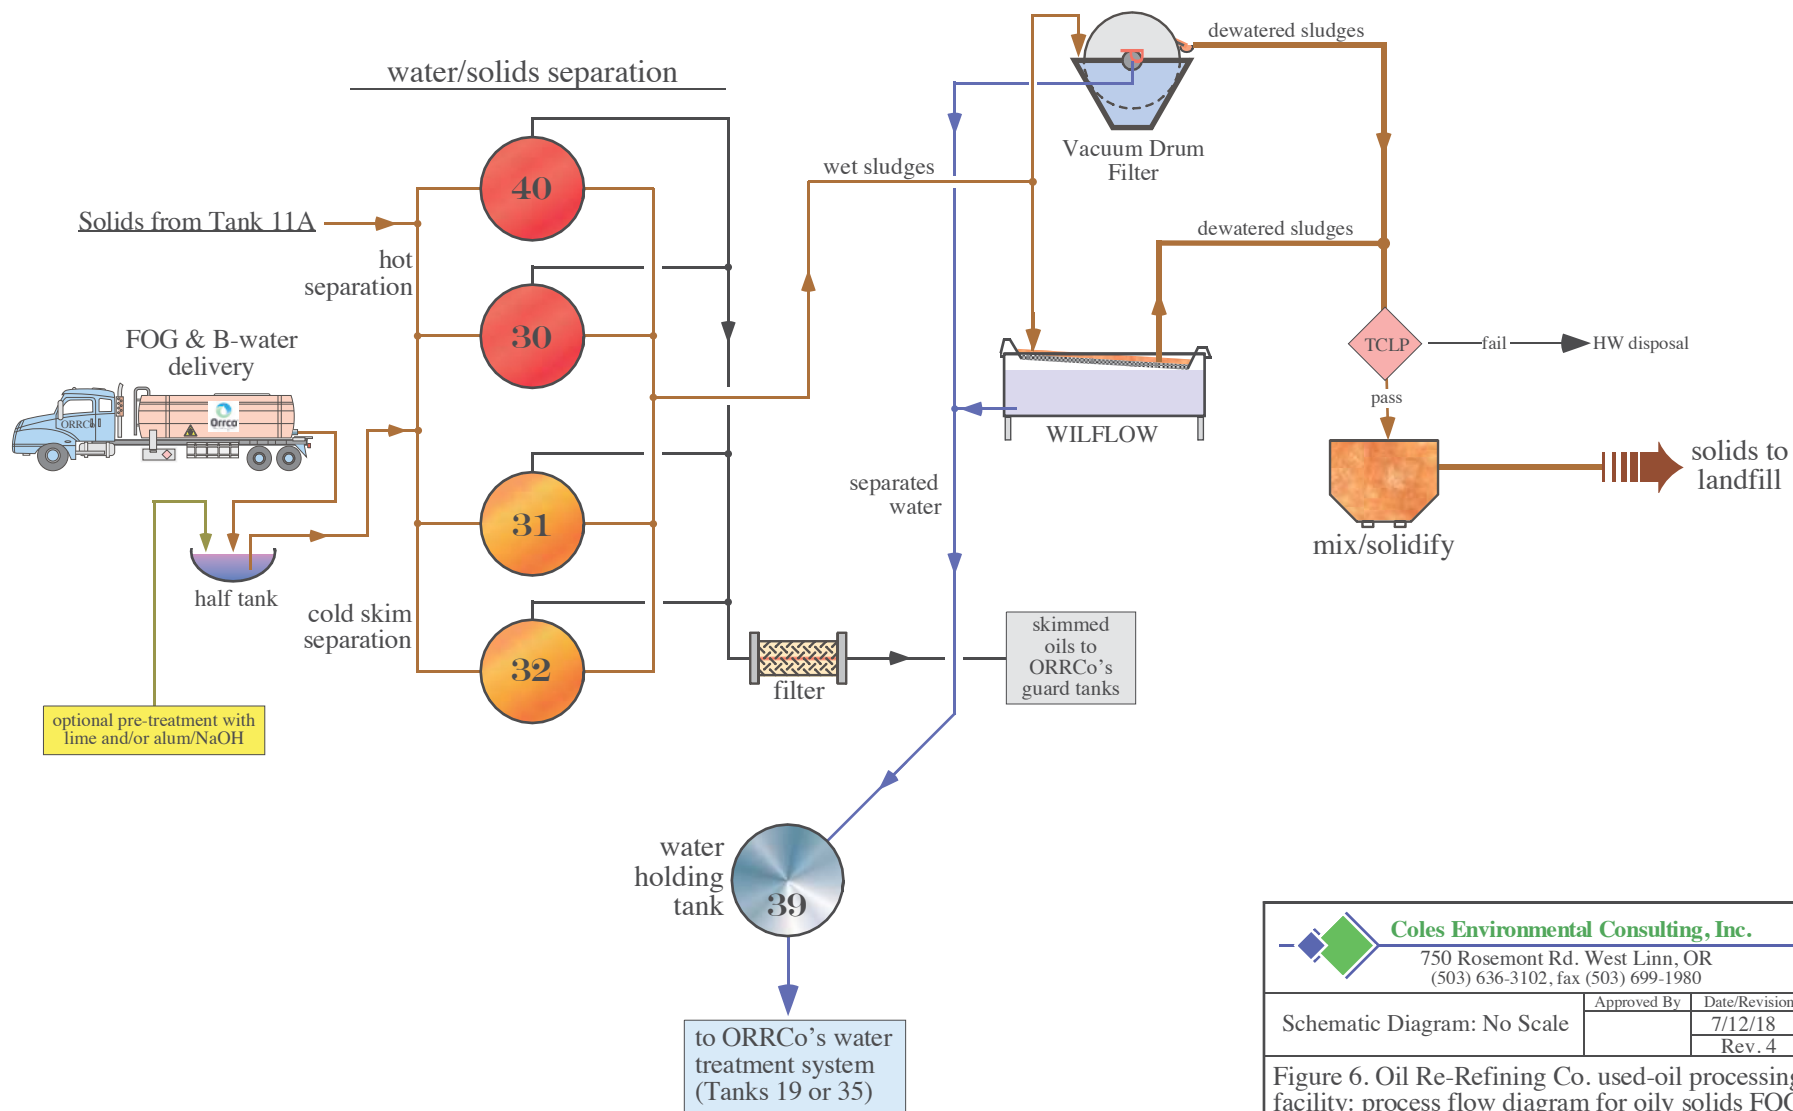 water/solids separation
dewatered sludges
Vacuum Drum
Filter
wet sludges
40
Solids from Tank 11A
hot
separation
dewatered sludges
30
FOG & B-water
delivery
TCLP
fail
HW disposal
pass
ORRCo
Orrco
WILFLOW
solids to
landfill
separated
water
31
mix/solidify
half tank
cold skim
separation
32
filter
skimmed
oils to
ORRCo's
guard tanks
optional pre-treatment with
lime and/or alum/NaOH
water
holding
tank
39
to ORRCo's water
treatment system
(Tanks 19 or 35)
Coles Environmental Consulting, Inc.
750 Rosemont Rd. West Linn, OR
(503) 636-3102, fax (503) 699-1980
Schematic Diagram: No Scale
Approved By
Date/Revision
7/12/18
Rev. 4
Figure 6. Oil Re-Refining Co. used-oil processing
facility: process flow diagram for oily solids FOG